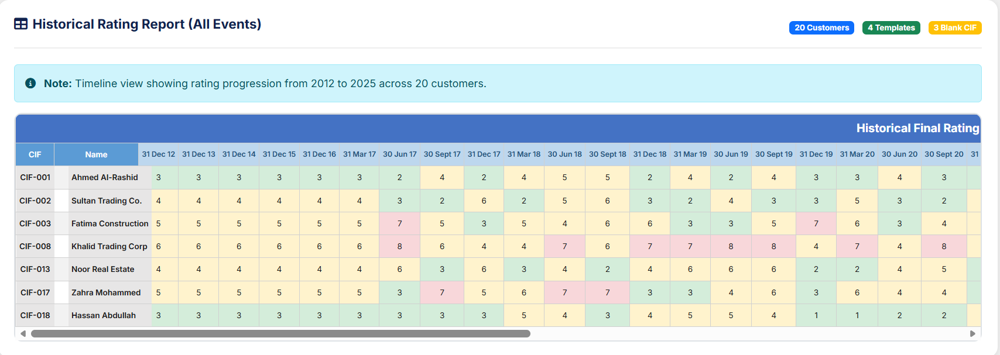 Historical Rating Report (All Events)
20 Customers 4 Templates 3 Blank CIF
Note: Timeline view showing rating progression from 2012 to 2025 across 20 customers.
Historical Final Rating
CIF Name 31 Dec 12 31 Dec 13 31 Dec 14 31 Dec 15 31 Dec 16 31 Mar 17 30 Jun 17 30 Sept 17 31 Dec 17 31 Mar 18 30 Jun 18 30 Sept 18 31 Dec 18 31 Mar 19 30 Jun 19 30 Sept 19 31 Dec 19 31 Mar 20 30 Jun 20 30 Sept 20 31
CIF-001 Ahmed Al-Rashid 3 3 3 3 3 3 2 4 2 4 5 5 2 4 2 4 3 3 4 3
CIF-002 Sultan Trading Co. 4 4 4 4 4 4 3 2 6 2 5 6 3 2 4 3 3 5 3 2
CIF-003 Fatima Construction 5 5 5 5 5 5 7 5 3 5 4 6 6 3 3 5 7 6 3 4
CIF-008 Khalid Trading Corp 6 6 6 6 6 6 8 6 4 4 7 6 7 7 8 8 4 7 4 8
CIF-013 Noor Real Estate 4 4 4 4 4 4 6 3 6 3 4 2 4 6 6 6 2 2 4 5
CIF-017 Zahra Mohammed 5 5 5 5 5 5 3 7 5 6 7 7 3 3 4 6 3 6 4 4
CIF-018 Hassan Abdullah 3 3 3 3 3 3 3 3 3 5 4 3 4 5 5 4 1 1 2 2